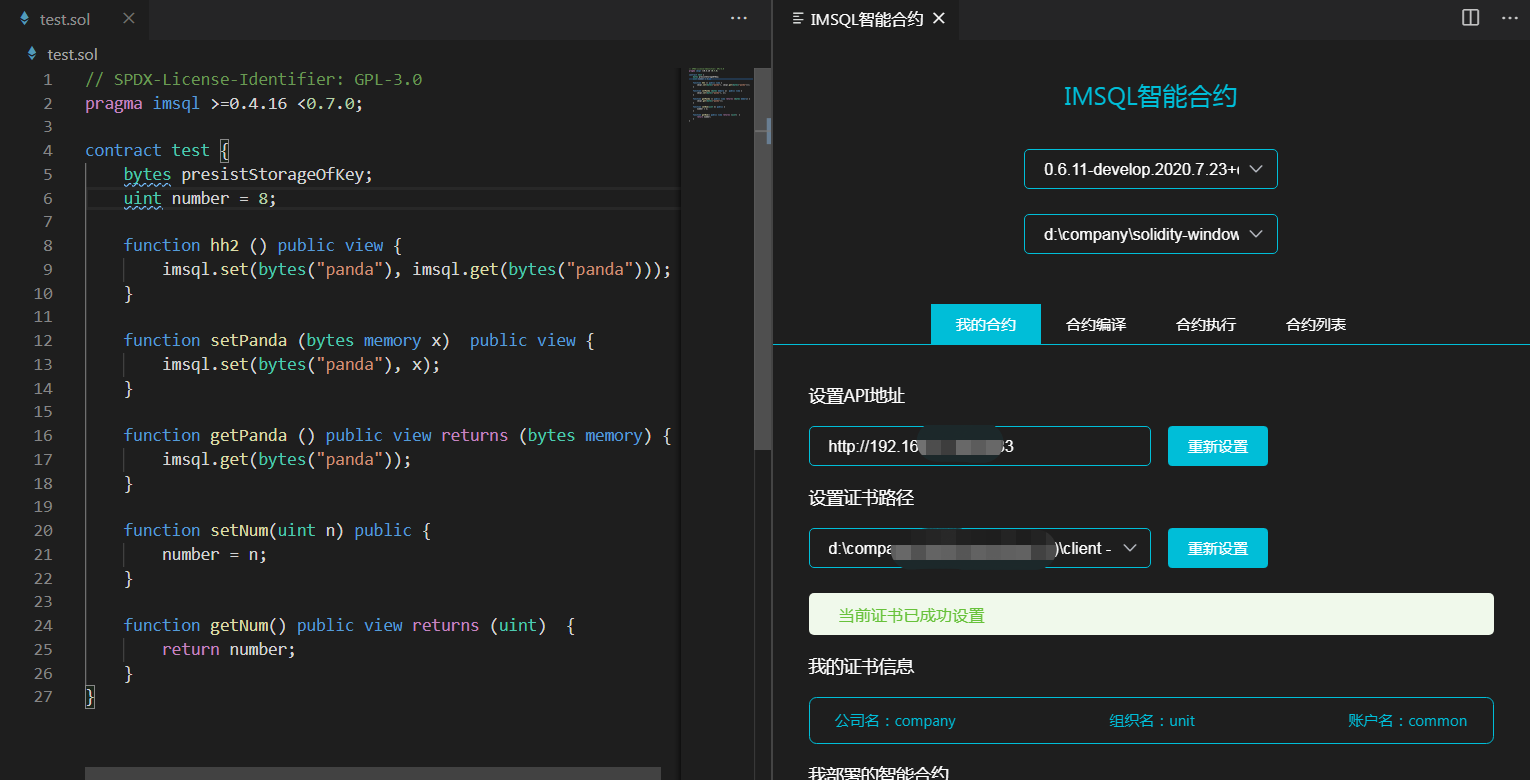 test.sol
test.sol
1 // SPDX-License-Identifier: GPL-3.0
2 pragma imsql >=0.4.16 <0.7.0;
3
4 contract test {
5 bytes presistStorageOfKey;
6 uint number = 8;
7
8 function hh2 () public view {
9 imsql.set(bytes("panda"), imsql.get(bytes("panda")));
10 }
11
12 function setPanda (bytes memory x)  public view {
13 imsql.set(bytes("panda"), x);
14 }
15
16 function getPanda () public view returns (bytes memory) {
17 imsql.get(bytes("panda"));
18 }
19
20 function setNum(uint n) public {
21 number = n;
22 }
23
24 function getNum() public view returns (uint)  {
25 return number;
26 }
27 }
IMSQL智能合约
IMSQL智能合约
0.6.11-develop.2020.7.23+
d:\company\solidity-window
我的合约 合约编译 合约执行 合约列表
设置API地址
http://192.16 33 重新设置
设置证书路径
d:\compa )\client - 重新设置
当前证书已成功设置
我的证书信息
公司名：company 组织名：unit 账户名：common
我部署的智能合约